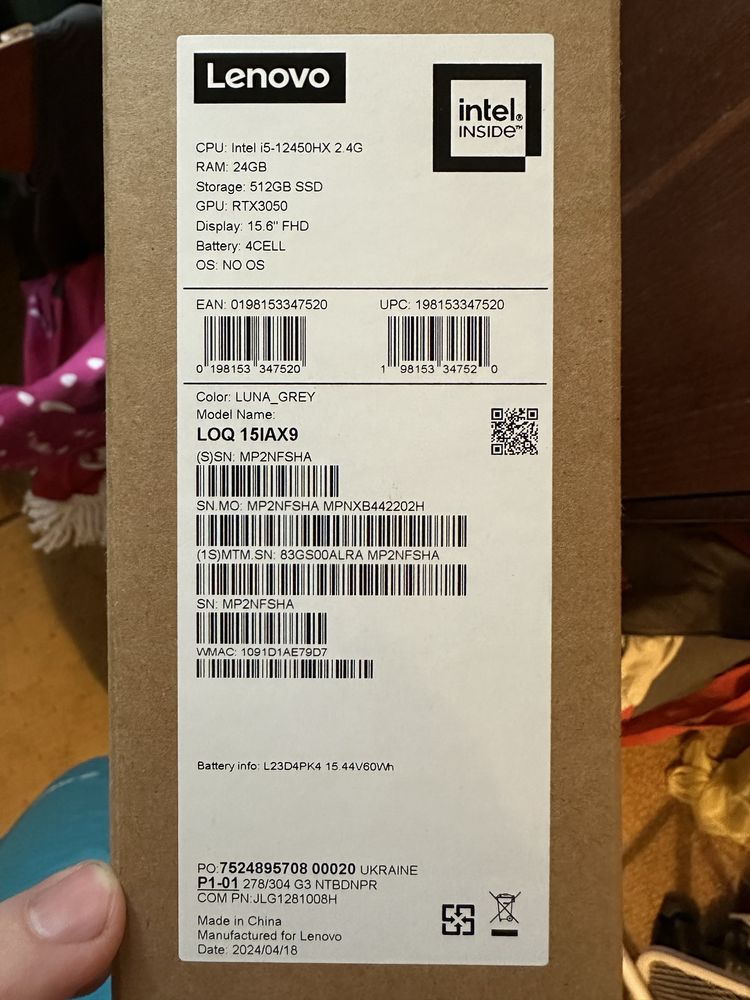 Lenovo
intel®
INSIDE™
CPU: Intel i5-12450HX 2.4G
RAM: 24GB
Storage: 512GB SSD
GPU: RTX3050
Display: 15.6" FHD
Battery: 4CELL
OS: NO OS
EAN: 0198153347520 UPC: 198153347520
0 198153 347520 1 98153 34752 0
Color: LUNA_GREY
Model Name:
LOQ 15IAX9
(S)SN: MP2NFSHA
SN.MO: MP2NFSHA MPNXB442202H
(1S)MTM.SN: 83GS00ALRA MP2NFSHA
SN: MP2NFSHA
WMAC: 1091D1AE79D7
Battery info: L23D4PK4 15.44V60Wh
PO:7524895708 00020 UKRAINE
P1-01 278/304 G3 NTBDNPR
COM PN:JLG1281008H
Made in China
Manufactured for Lenovo
Date: 2024/04/18